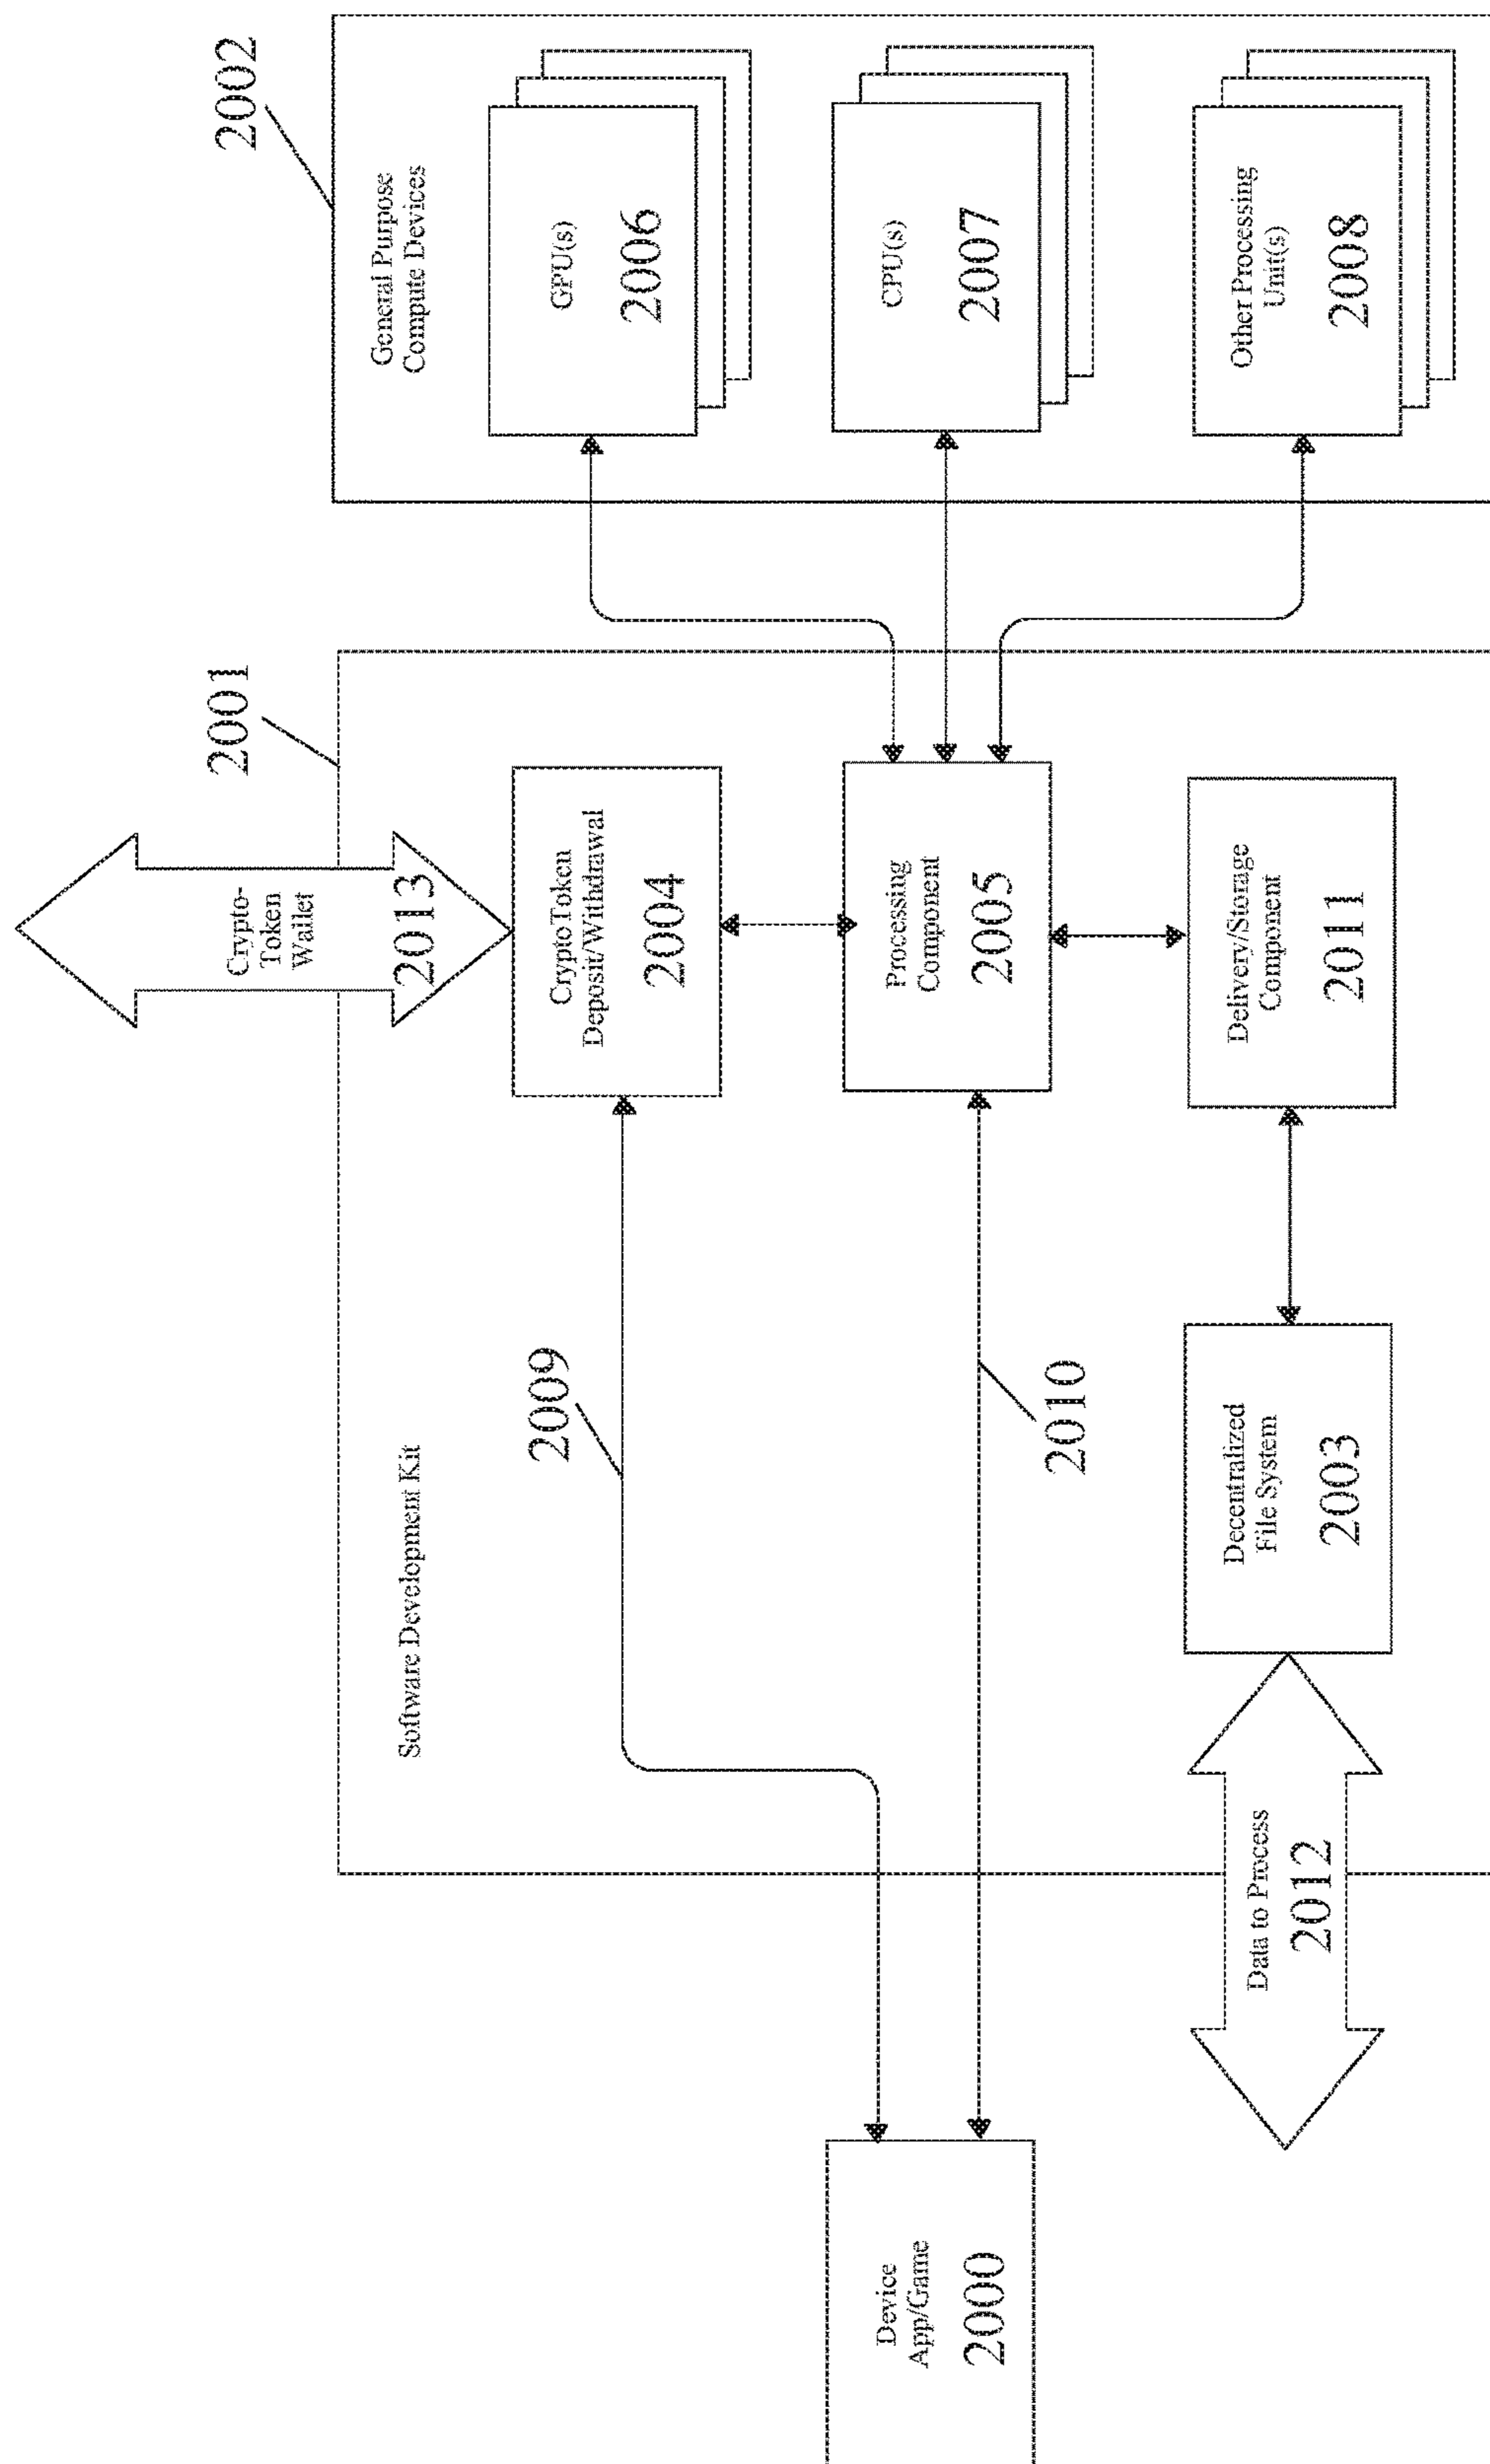 2002
General Purpose
Compute Devices
GPU(s)
2006
CPU(s)
2007
Other Processing
Unit(s)
2008
2001
Crypto-
Token
Wallet
2013
Crypto Token
Deposit/Withdrawal
2004
Processing
Component
2005
Delivery/Storage
Component
2011
Software Development Kit
2009
2010
Decentralized
File System
2003
Data to Process
2012
Device
App/Game
2000